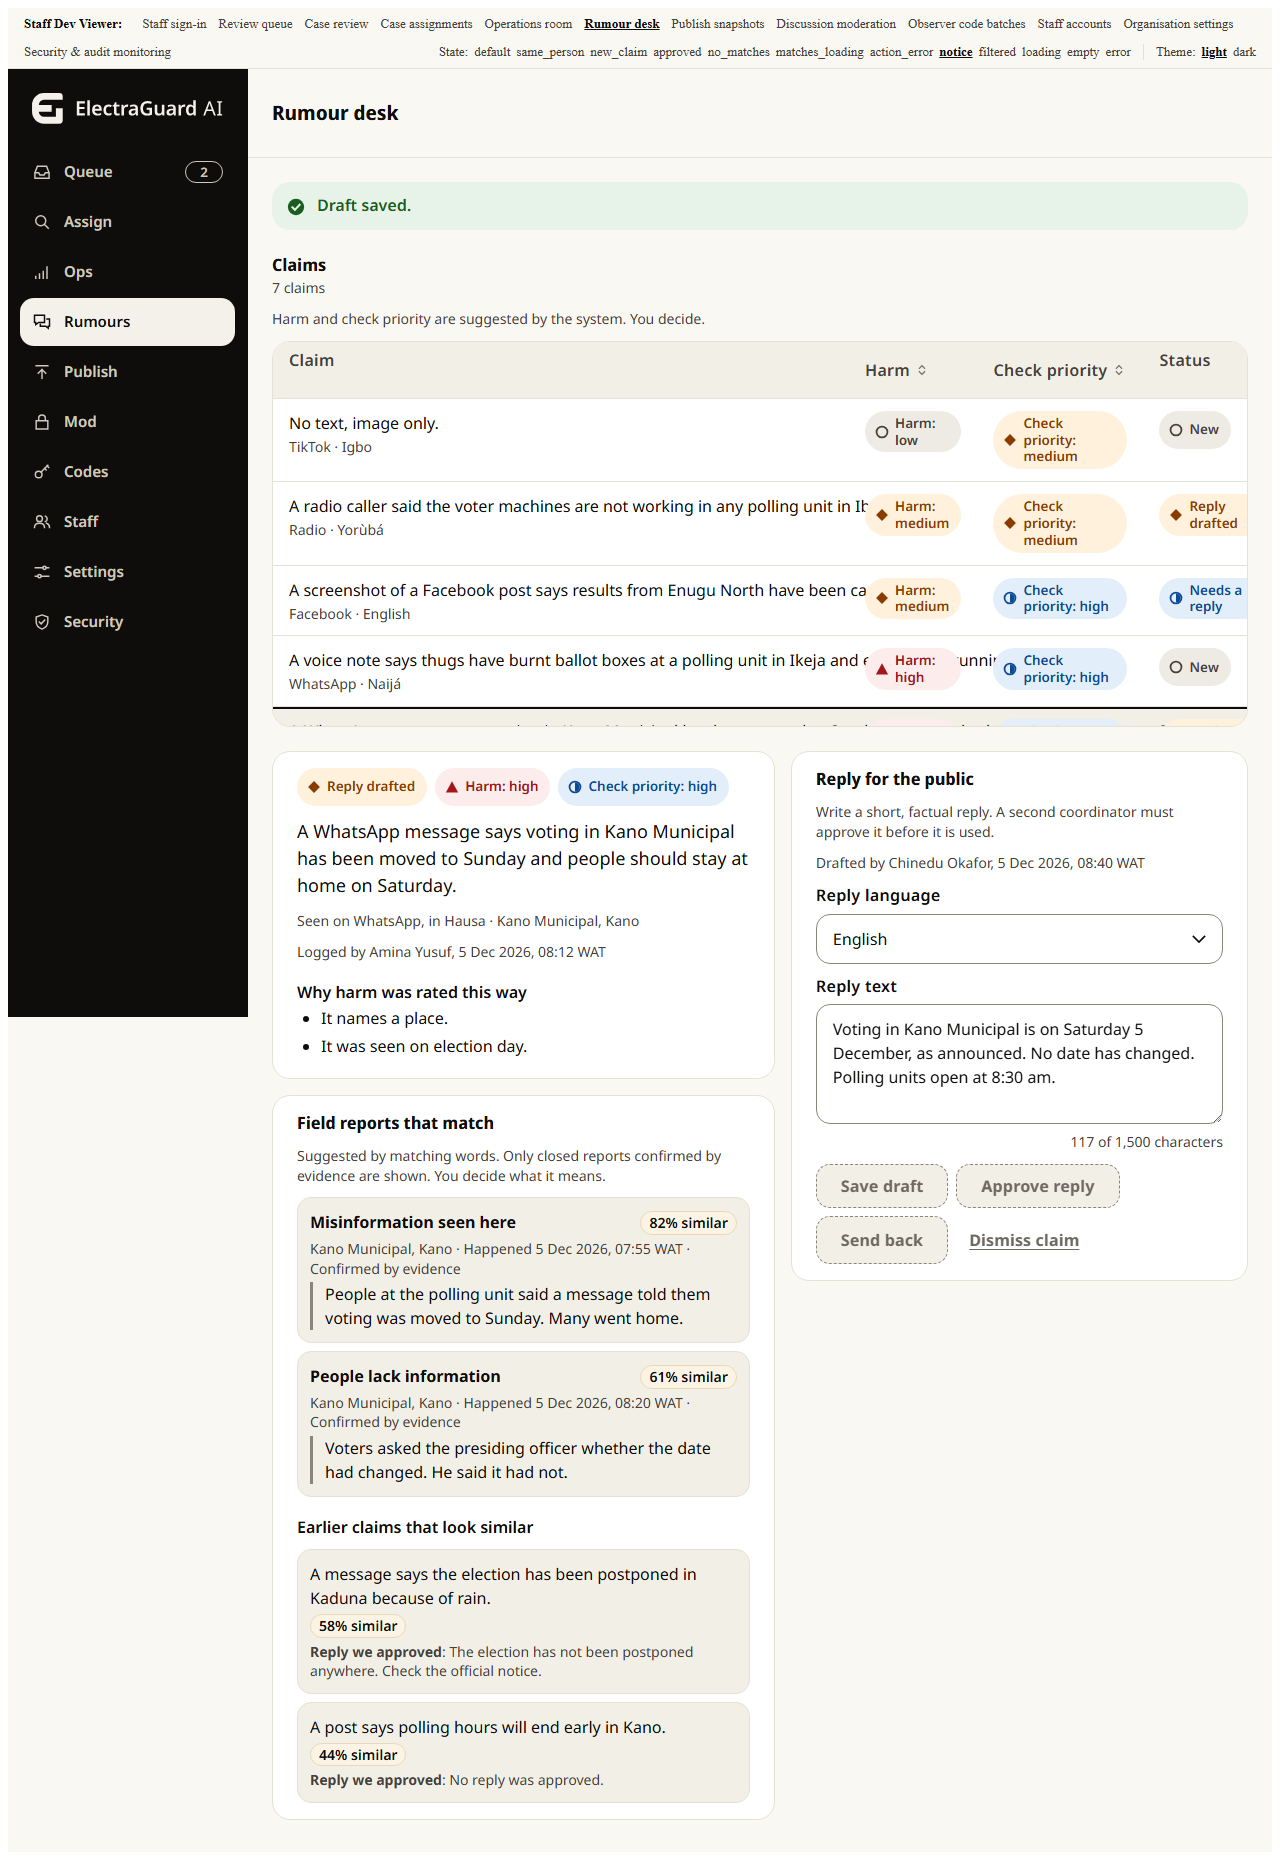 Staff Dev Viewer: Staff sign-in Review queue Case review Case assignments Operations room Rumour desk Publish snapshots Discussion moderation Observer code batches Staff accounts Organisation settings
Security & audit monitoring
State: default same_person new_claim approved no_matches matches_loading action_error notice filtered loading empty error Theme: light dark
ElectraGuard AI
Queue 2
Assign
Ops
Rumours
Publish
Mod
Codes
Staff
Settings
Security
Rumour desk
Draft saved.
Claims
7 claims
Harm and check priority are suggested by the system. You decide.
Claim Harm Check priority Status
No text, image only.
TikTok · Igbo
Harm: low
Check priority: medium
New
A radio caller said the voter machines are not working in any polling unit in Ib
Radio · Yorùbá
Harm: medium
Check priority: medium
Reply drafted
A screenshot of a Facebook post says results from Enugu North have been ca
Facebook · English
Harm: medium
Check priority: high
Needs a reply
A voice note says thugs have burnt ballot boxes at a polling unit in Ikeja and
WhatsApp · Naijá
Harm: high
Check priority: high
New
Reply drafted
Harm: high
Check priority: high
A WhatsApp message says voting in Kano Municipal
has been moved to Sunday and people should stay at
home on Saturday.
Seen on WhatsApp, in Hausa · Kano Municipal, Kano
Logged by Amina Yusuf, 5 Dec 2026, 08:12 WAT
Why harm was rated this way
It names a place.
It was seen on election day.
Field reports that match
Suggested by matching words. Only closed reports confirmed by
evidence are shown. You decide what it means.
Misinformation seen here 82% similar
Kano Municipal, Kano · Happened 5 Dec 2026, 07:55 WAT ·
Confirmed by evidence
People at the polling unit said a message told them
voting was moved to Sunday. Many went home.
People lack information 61% similar
Kano Municipal, Kano · Happened 5 Dec 2026, 08:20 WAT ·
Confirmed by evidence
Voters asked the presiding officer whether the date
had changed. He said it had not.
Earlier claims that look similar
A message says the election has been postponed in
Kaduna because of rain.
58% similar
Reply we approved: The election has not been postponed
anywhere. Check the official notice.
A post says polling hours will end early in Kano.
44% similar
Reply we approved: No reply was approved.
Reply for the public
Write a short, factual reply. A second coordinator must
approve it before it is used.
Drafted by Chinedu Okafor, 5 Dec 2026, 08:40 WAT
Reply language
English
Reply text
Voting in Kano Municipal is on Saturday 5
December, as announced. No date has changed.
Polling units open at 8:30 am.
117 of 1,500 characters
Save draft
Approve reply
Send back
Dismiss claim